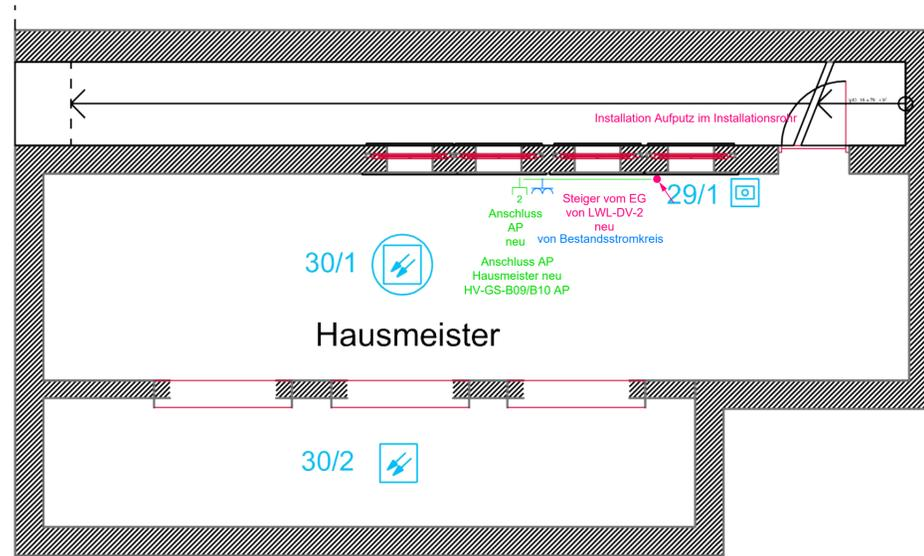 Installation Aufputz im Installationsrohr
29/1
Steiger vom EG
von LWL-DV-2
neu
2
Anschluss
AP
neu
von Bestandsstromkreis
30/1
Anschluss AP
Hausmeister neu
HV-GS-B09/B10 AP
Hausmeister
30/2